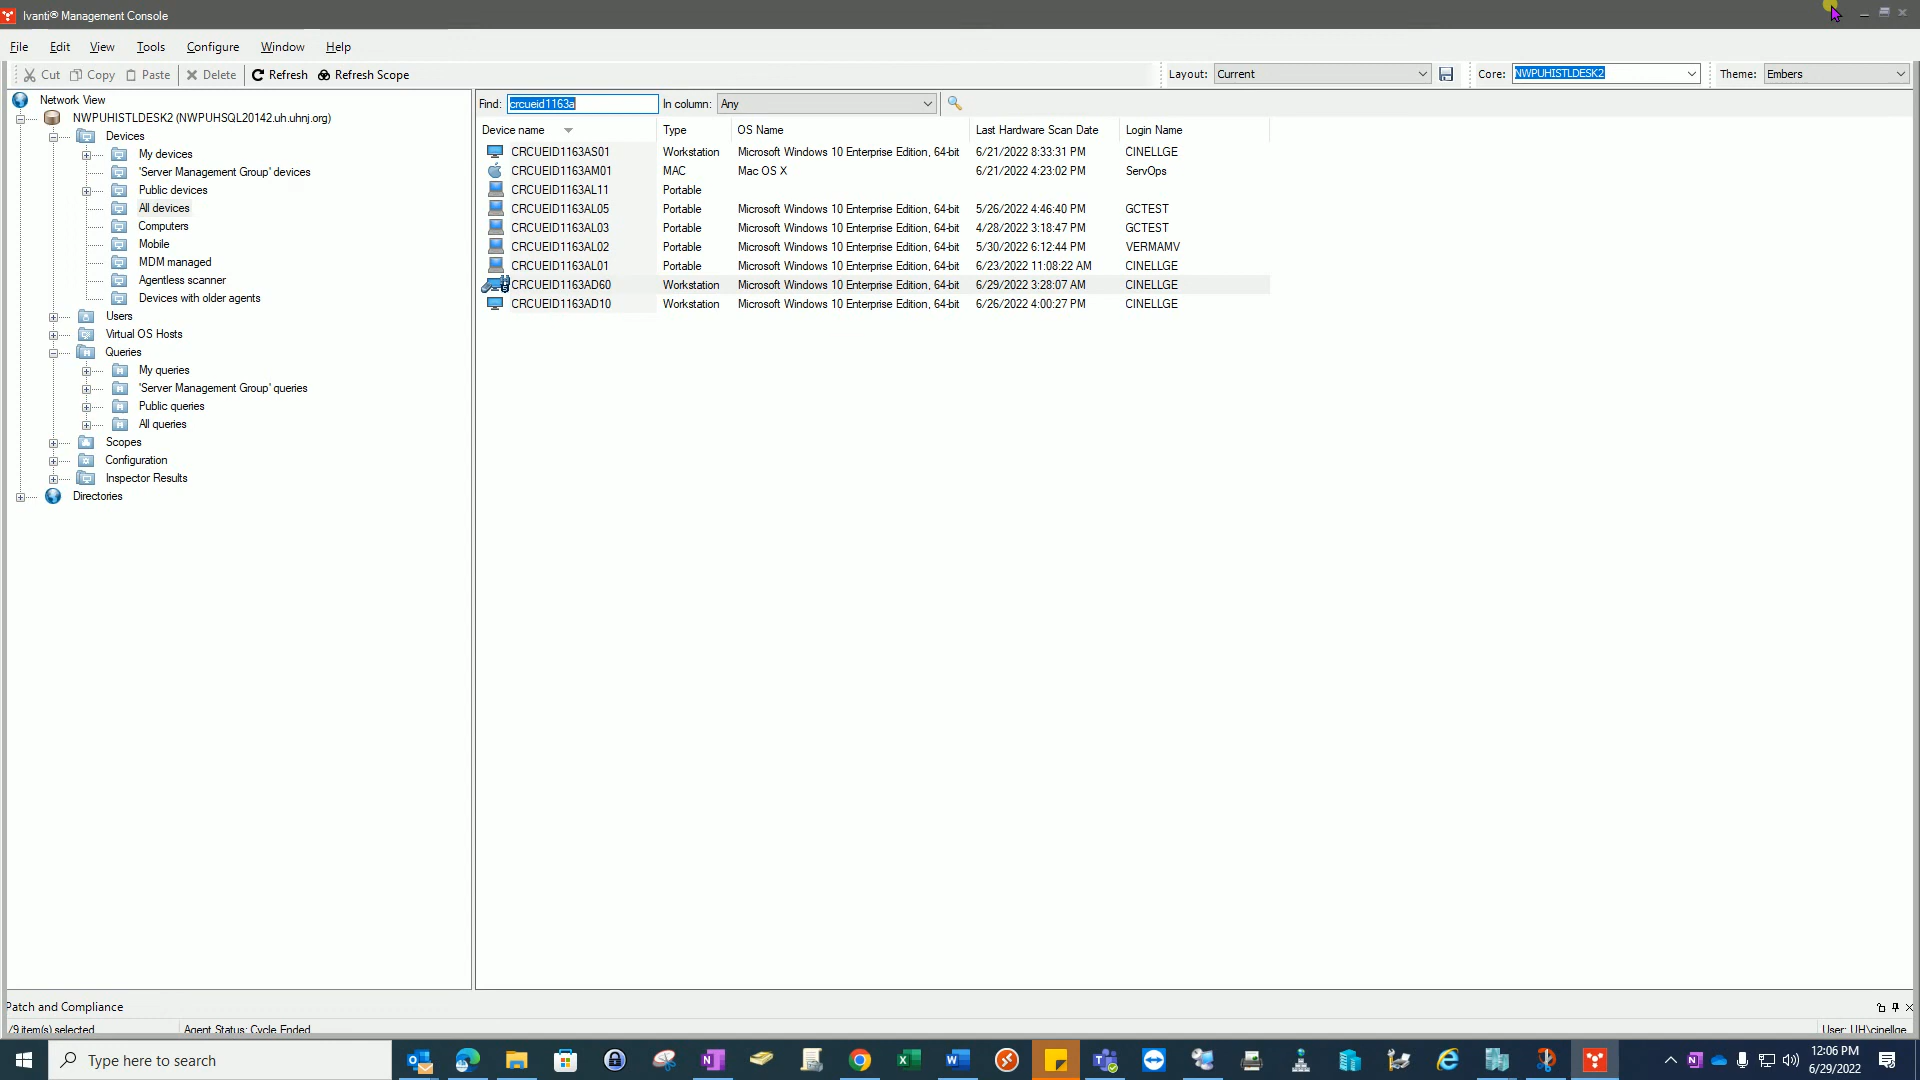 Ivanti® Management Console
File Edit View Tools Configure Window Help
Cut Copy Paste Delete Refresh Refresh Scope Layout: Current Core: NWPUHISTLDESK2 Theme: Embers
Network View
NWPUHISTLDESK2 (NWPUHSQL20142.uh.uhnj.org)
Devices
My devices
'Server Management Group' devices
Public devices
All devices
Computers
Mobile
MDM managed
Agentless scanner
Devices with older agents
Users
Virtual OS Hosts
Queries
My queries
'Server Management Group' queries
Public queries
All queries
Scopes
Configuration
Inspector Results
Directories
Find: crcueid1163a In column: Any
Device name Type OS Name Last Hardware Scan Date Login Name
CRCUEID1163AS01 Workstation Microsoft Windows 10 Enterprise Edition, 64-bit 6/21/2022 8:33:31 PM CINELLGE
CRCUEID1163AM01 MAC Mac OS X 6/21/2022 4:23:02 PM ServOps
CRCUEID1163AL11 Portable
CRCUEID1163AL05 Portable Microsoft Windows 10 Enterprise Edition, 64-bit 5/26/2022 4:46:40 PM GCTEST
CRCUEID1163AL03 Portable Microsoft Windows 10 Enterprise Edition, 64-bit 4/28/2022 3:18:47 PM GCTEST
CRCUEID1163AL02 Portable Microsoft Windows 10 Enterprise Edition, 64-bit 5/30/2022 6:12:44 PM VERMAMV
CRCUEID1163AL01 Portable Microsoft Windows 10 Enterprise Edition, 64-bit 6/23/2022 11:08:22 AM CINELLGE
CRCUEID1163AD60 Workstation Microsoft Windows 10 Enterprise Edition, 64-bit 6/29/2022 3:28:07 AM CINELLGE
CRCUEID1163AD10 Workstation Microsoft Windows 10 Enterprise Edition, 64-bit 6/26/2022 4:00:27 PM CINELLGE
Patch and Compliance
/9 item(s) selected Agent Status: Cycle Ended User: UH\cinellge
Type here to search
12:06 PM
6/29/2022